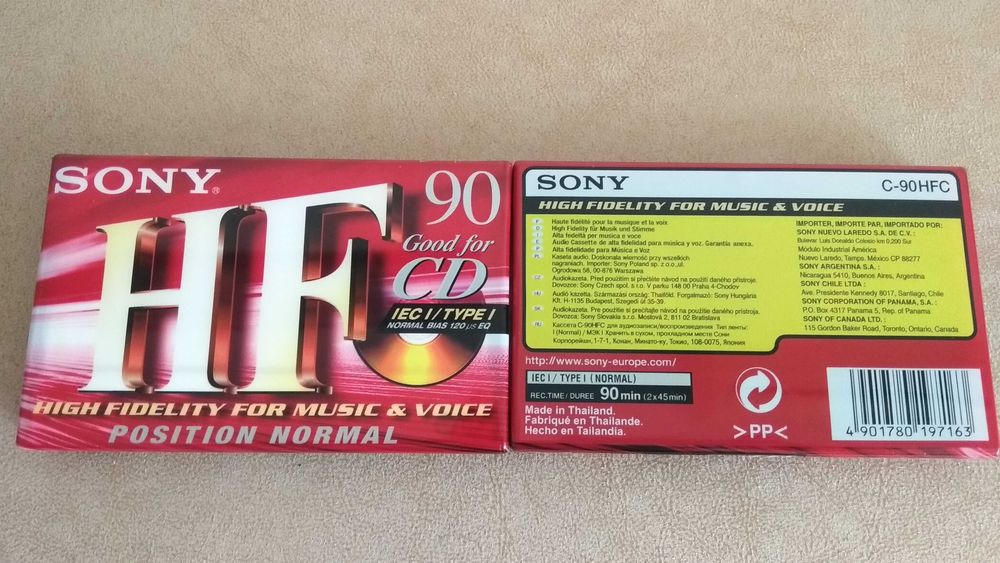 SONY®
90
HF
Good for
CD
IEC I/TYPE I
NORMAL BIAS 120 µs EQ
HIGH FIDELITY FOR MUSIC & VOICE
POSITION NORMAL
SONY
C-90HFC
HIGH FIDELITY FOR MUSIC & VOICE
F Haute fidélité pour la musique et la voix
D High Fidelity für Musik und Stimme
I Alta fedeltà per musica e voce
E Audio Cassette de alta fidelidad para música y voz. Garantia anexa.
P Alta fidelidade para Música e Voz
PL Kaseta audio. Doskonała wierność przy wszelkich
nagraniach. Importer: Sony Poland sp. z.o.o.,ul.
Ogrodowa 58, 00-876 Warszawa
CZ Audiokazeta. Před použitím si přečtěte návod na použití daného přístroje.
Dovozce: Sony Czech spol. s r.o. V parku 148 00 Praha 4-Chodov
HU Audió kazetta. Származási ország: Thaiföld. Forgalmazó: Sony Hungária
Kft. H-1135 Budapest, Szegedi út 35-39.
SK Audiokazeta. Pred použitím si prečítajte návod na použitie daného prístroja.
Dovozca: Sony Slovakia s.r.o. Mostová 2, 811 02 Bratislava
RU Кассета C-90HFC для аудиозаписи/воспроизведения Тип ленты:
I (Normal) / МЭК I Хранить в сухом, прохладном месте Сони
Корпорейшн, 1-7-1, Конан, Минато-ку, Токио, 108-0075, Япония
IMPORTER, IMPORTE PAR, IMPORTADO POR:
SONY NUEVO LAREDO S.A. DE C.V. :
Bulevar Luis Donaldo Colosio km 0,200 Sur
Módulo Industrial América
Nuevo Laredo, Tamps. México CP 88277
SONY ARGENTINA S.A. :
Nicaragua 5410, Buenos Aires, Argentina
SONY CHILE LTDA :
Ave. Presidente Kennedy 8017, Santiago, Chile
SONY CORPORATION OF PANAMA, S.A. :
P.O. Box 4317 Panama 5, Rep. of Panama
SONY OF CANADA LTD. :
115 Gordon Baker Road, Toronto, Ontario, Canada
http://www.sony-europe.com/
IEC I / TYPE I (NORMAL)
REC.TIME / DUREE 90 min (2x45min)
Made in Thailand.
Fabriqué en Thaïlande.
Hecho en Tailandia.
>PP<
4 901780 197163